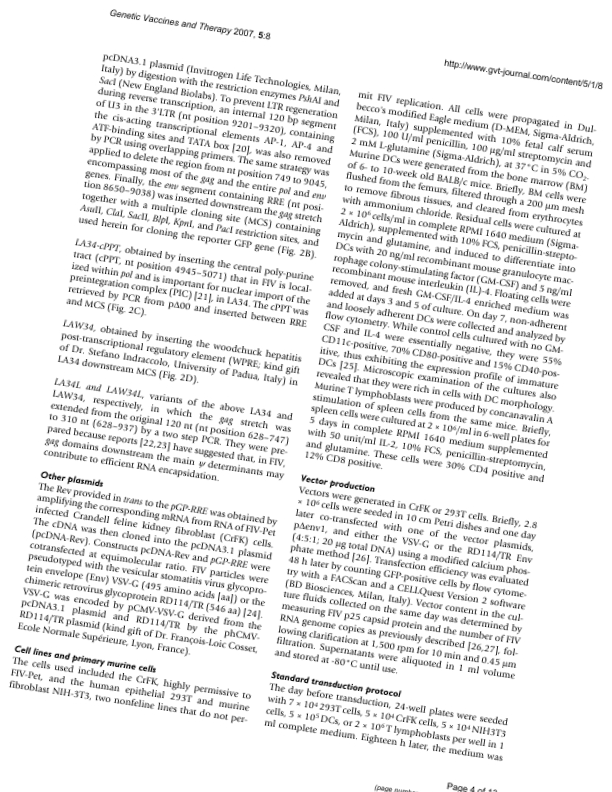 Genetic Vaccines and Therapy 2007, 5:8
http://www.gvt-journal.com/content/5/1/8
pcDNA3.1 plasmid (Invitrogen Life Technologies, Milan,
Italy) by digestion with the restriction enzymes PshAI and
SacI (New England Biolabs). To prevent LTR regeneration
during reverse transcription, an internal 120 bp segment
of U3 in the 3'LTR (nt position 9201–9320), containing
the cis-acting transcriptional elements AP-1, AP-4 and
ATF-binding sites and TATA box [20], was also removed
by PCR using overlapping primers. The same strategy was
applied to delete the region from nt position 749 to 9045,
encompassing most of the gag and the entire pol and env
genes. Finally, the env segment containing RRE (nt posi-
tion 8650–9038) was inserted downstream the gag stretch
together with a multiple cloning site (MCS) containing
AvaII, ClaI, SacII, BlpI, KpnI, and PacI restriction sites, and
used herein for cloning the reporter GFP gene (Fig. 2B).
LA34-cPPT, obtained by inserting the central poly-purine
tract (cPPT, nt position 4945–5071) that in FIV is local-
ized within pol and is important for nuclear import of the
preintegration complex (PIC) [21], in LA34. The cPPT was
retrieved by PCR from pΔ00 and inserted between RRE
and MCS (Fig. 2C).
LAW34, obtained by inserting the woodchuck hepatitis
post-transcriptional regulatory element (WPRE; kind gift
of Dr. Stefano Indraccolo, University of Padua, Italy) in
LA34 downstream MCS (Fig. 2D).
LA34L and LAW34L, variants of the above LA34 and
LAW34, respectively, in which the gag stretch was
extended from the original 120 nt (nt position 628–747)
to 310 nt (628–937) by a two step PCR. They were pre-
pared because reports [22,23] have suggested that, in FIV,
gag domains downstream the main ψ determinants may
contribute to efficient RNA encapsidation.
Other plasmids
The Rev provided in trans to the pGP-RRE was obtained by
amplifying the corresponding mRNA from RNA of FIV-Pet
infected Crandell feline kidney fibroblast (CrFK) cells.
The cDNA was then cloned into the pcDNA3.1 plasmid
(pcDNA-Rev). Constructs pcDNA-Rev and pGP-RRE were
cotransfected at equimolecular ratio. FIV particles were
pseudotyped with the vesicular stomatitis virus glycopro-
tein envelope (Env) VSV-G (495 amino acids [aa]) or the
chimeric retrovirus glycoprotein RD114/TR (546 aa) [24].
VSV-G was encoded by pCMV-VSV-G derived from the
pcDNA3.1 plasmid and RD114/TR by the phCMV-
RD114/TR plasmid (kind gift of Dr. François-Loic Cosset,
Ecole Normale Supérieure, Lyon, France).
Cell lines and primary murine cells
The cells used included the CrFK, highly permissive to
FIV-Pet, and the human epithelial 293T and murine
fibroblast NIH-3T3, two nonfeline lines that do not per-
mit FIV replication. All cells were propagated in Dul-
becco's modified Eagle medium (D-MEM, Sigma-Aldrich,
Milan, Italy) supplemented with 10% fetal calf serum
(FCS), 100 UI/ml penicillin, 100 μg/ml streptomycin and
2 mM L-glutamine (Sigma-Aldrich), at 37°C in 5% CO2.
Murine DCs were generated from the bone marrow (BM)
of 6- to 10-week old BALB/c mice. Briefly, BM cells were
flushed from the femurs, filtered through a 200 μm mesh
to remove fibrous tissues, and cleared from erythrocytes
with ammonium chloride. Residual cells were cultured at
2 × 10⁶ cells/ml in complete RPMI 1640 medium (Sigma-
Aldrich), supplemented with 10% FCS, penicillin-strepto-
mycin and glutamine, and induced to differentiate into
DCs with 20 ng/ml recombinant mouse granulocyte mac-
rophage colony-stimulating factor (GM-CSF) and 5 ng/ml
recombinant mouse interleukin (IL)-4. Floating cells were
removed, and fresh GM-CSF/IL-4 enriched medium was
added at days 3 and 5 of culture. On day 7, non-adherent
and loosely adherent DCs were collected and analyzed by
flow cytometry. While control cells cultured with no GM-
CSF and IL-4 were essentially negative, they were 55%
CD11c-positive, 70% CD80-positive and 15% CD40-pos-
itive, thus exhibiting the expression profile of immature
DCs [25]. Microscopic examination of the cultures also
revealed that they were rich in cells with DC morphology.
Murine T lymphoblasts were produced by concanavalin A
stimulation of spleen cells from the same mice. Briefly,
spleen cells were cultured at 2 × 10⁶/ml in 6-well plates for
5 days in complete RPMI 1640 medium supplemented
with 50 unit/ml IL-2, 10% FCS, penicillin-streptomycin,
and glutamine. These cells were 30% CD4 positive and
12% CD8 positive.
Vector production
Vectors were generated in CrFK or 293T cells. Briefly, 2.8
× 10⁶ cells were seeded in 10 cm Petri dishes and one day
later co-transfected with one of the vector plasmids,
pΔenv1, and either the VSV-G or the RD114/TR Env
(4:5:1; 20 μg total DNA) using a modified calcium phos-
phate method [26]. Transfection efficiency was evaluated
48 h later by counting GFP-positive cells by flow cytome-
try with a FACScan and a CELLQuest Version 2 software
(BD Biosciences, Milan, Italy). Vector content in the cul-
ture fluids collected on the same day was determined by
measuring FIV p25 capsid protein and the number of FIV
RNA genome copies as previously described [26,27], fol-
lowing clarification at 1,500 rpm for 10 min and 0.45 μm
filtration. Supernatants were aliquoted in 1 ml volume
and stored at -80°C until use.
Standard transduction protocol
The day before transduction, 24-well plates were seeded
with 7 × 10⁴ 293T cells, 5 × 10⁴ CrFK cells, 5 × 10⁴ NIH3T3
cells, 5 × 10⁵ DCs, or 2 × 10⁶ T lymphoblasts per well in 1
ml complete medium. Eighteen h later, the medium was
Page 4 of 12
(page number